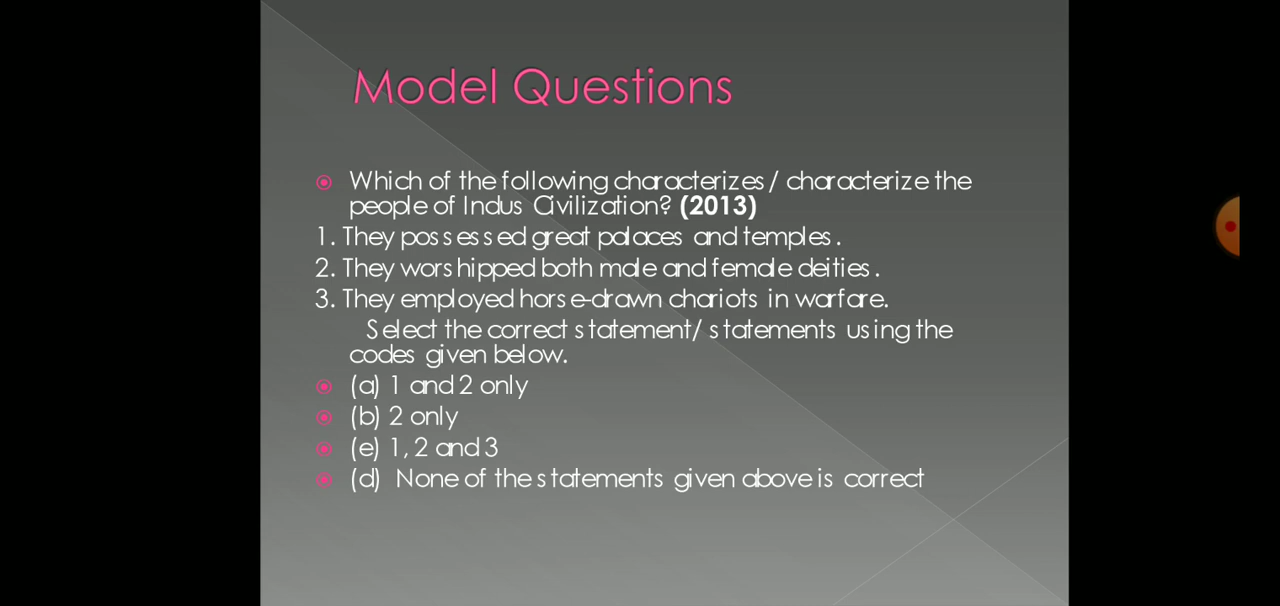 Model Questions
Which of the following characterizes / characterize the
people of Indus Civilization? (2013)
1. They possessed great palaces and temples.
2. They worshipped both male and female deities.
3. They employed horse-drawn chariots in warfare.
Select the correct statement/ statements using the
codes given below.
(a) 1 and 2 only
(b) 2 only
(e) 1, 2 and 3
(d) None of the statements given above is correct